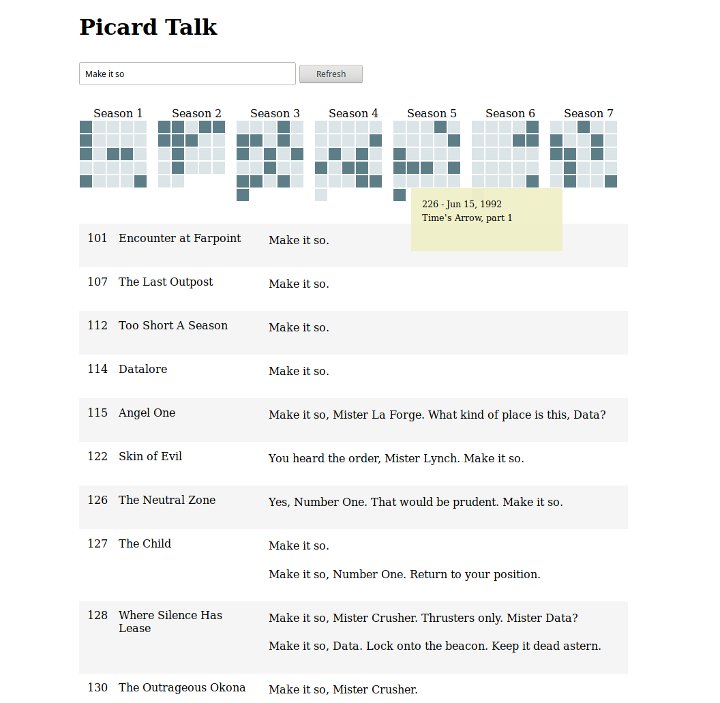 Picard Talk
Make it so
Refresh
Season 1 Season 2 Season 3 Season 4 Season 5 Season 6 Season 7
226 - Jun 15, 1992
Time's Arrow, part 1
101 Encounter at Farpoint Make it so.
107 The Last Outpost Make it so.
112 Too Short A Season Make it so.
114 Datalore Make it so.
115 Angel One Make it so, Mister La Forge. What kind of place is this, Data?
122 Skin of Evil You heard the order, Mister Lynch. Make it so.
126 The Neutral Zone Yes, Number One. That would be prudent. Make it so.
127 The Child Make it so.
Make it so, Number One. Return to your position.
128 Where Silence Has Make it so, Mister Crusher. Thrusters only. Mister Data?
Lease
Make it so, Data. Lock onto the beacon. Keep it dead astern.
130 The Outrageous Okona Make it so, Mister Crusher.